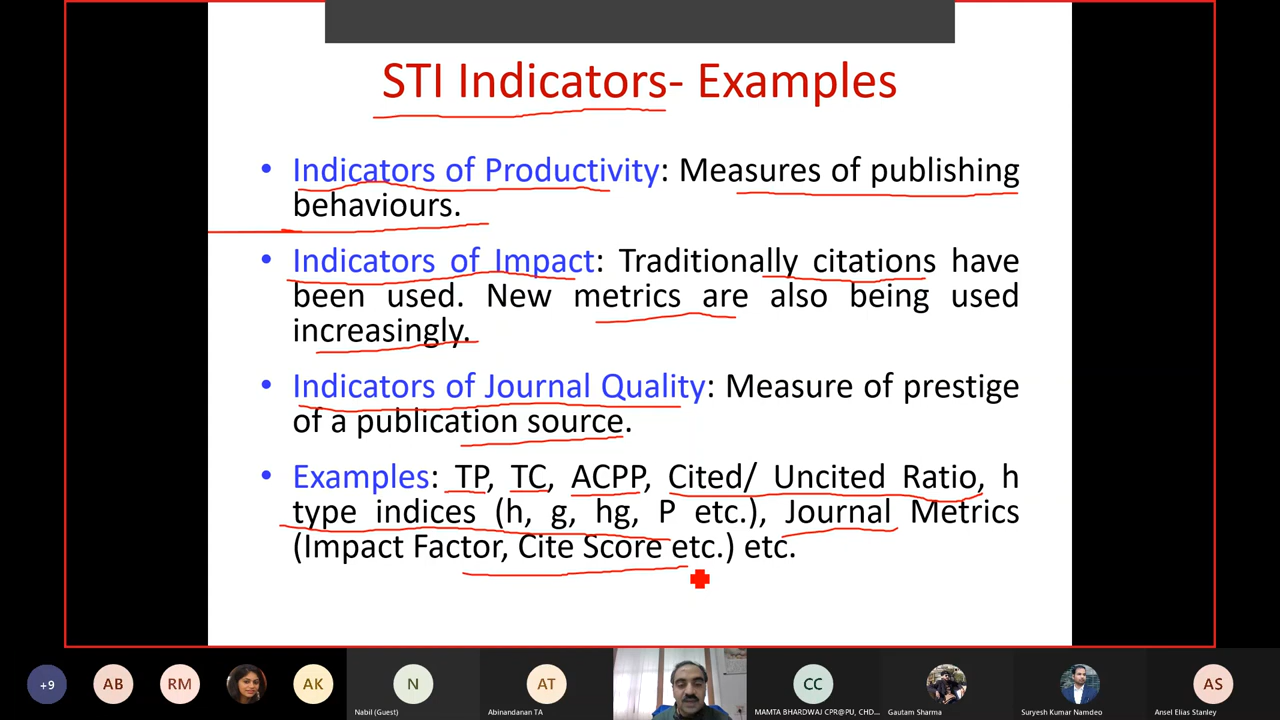 STI Indicators- Examples
• Indicators of Productivity: Measures of publishing
behaviours.
• Indicators of Impact: Traditionally citations have
been used. New metrics are also being used
increasingly.
• Indicators of Journal Quality: Measure of prestige
of a publication source.
• Examples: TP, TC, ACPP, Cited/ Uncited Ratio, h
type indices (h, g, hg, P etc.), Journal Metrics
(Impact Factor, Cite Score etc.) etc.
+9
AB
RM
AK
N
Nabil (Guest)
AT
Abinandanan TA
CC
MAMTA BHARDWAJ CPR@PU, CHD...
Gautam Sharma
Suryesh Kumar Namdeo
AS
Ansel Elias Stanley